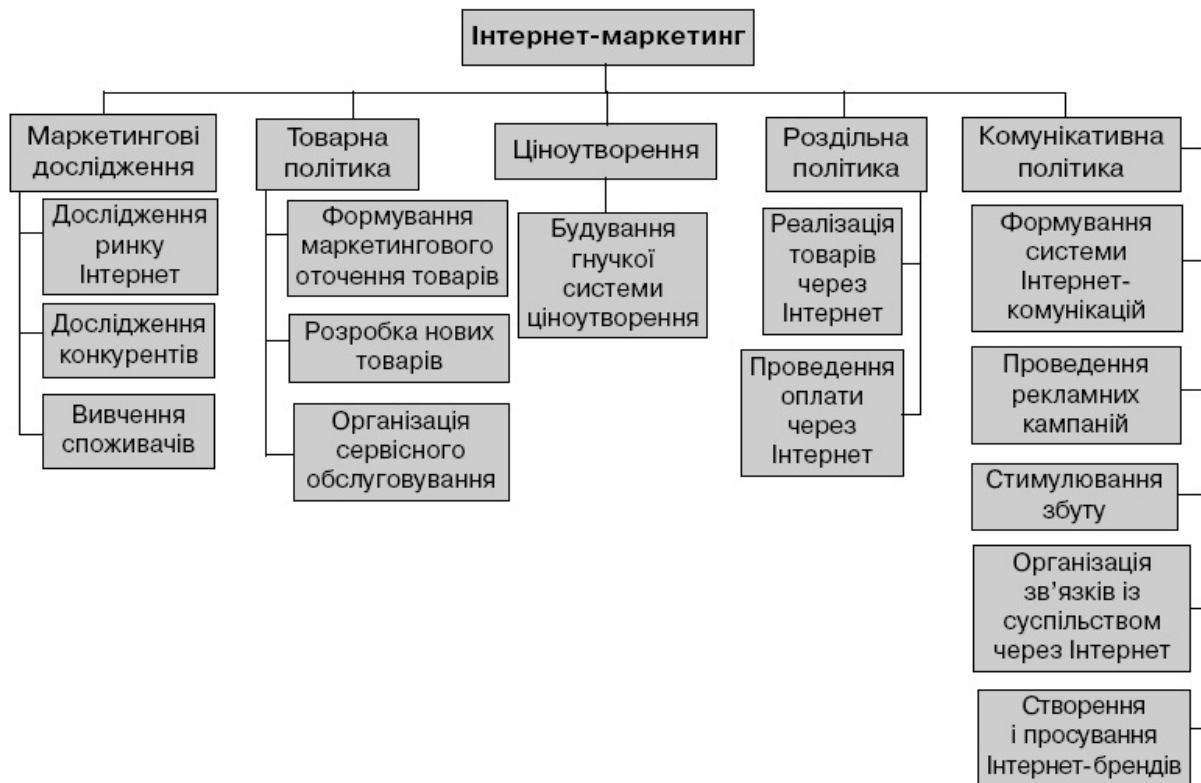 Інтернет-маркетинг
Маркетингові
дослідження
Дослідження
ринку
Інтернет
Дослідження
конкурентів
Вивчення
споживачів
Товарна
політика
Формування
маркетингового
оточення товарів
Розробка нових
товарів
Організація
сервісного
обслуговування
Ціноутворення
Будування
гнучкої
системи
ціноутворення
Роздільна
політика
Реалізація
товарів
через
Інтернет
Проведення
оплати
через
Інтернет
Комунікативна
політика
Формування
системи
Інтернет-
комунікацій
Проведення
рекламних
кампаній
Стимулювання
збуту
Організація
зв’язків із
суспільством
через Інтернет
Створення
і просування
Інтернет-брендів